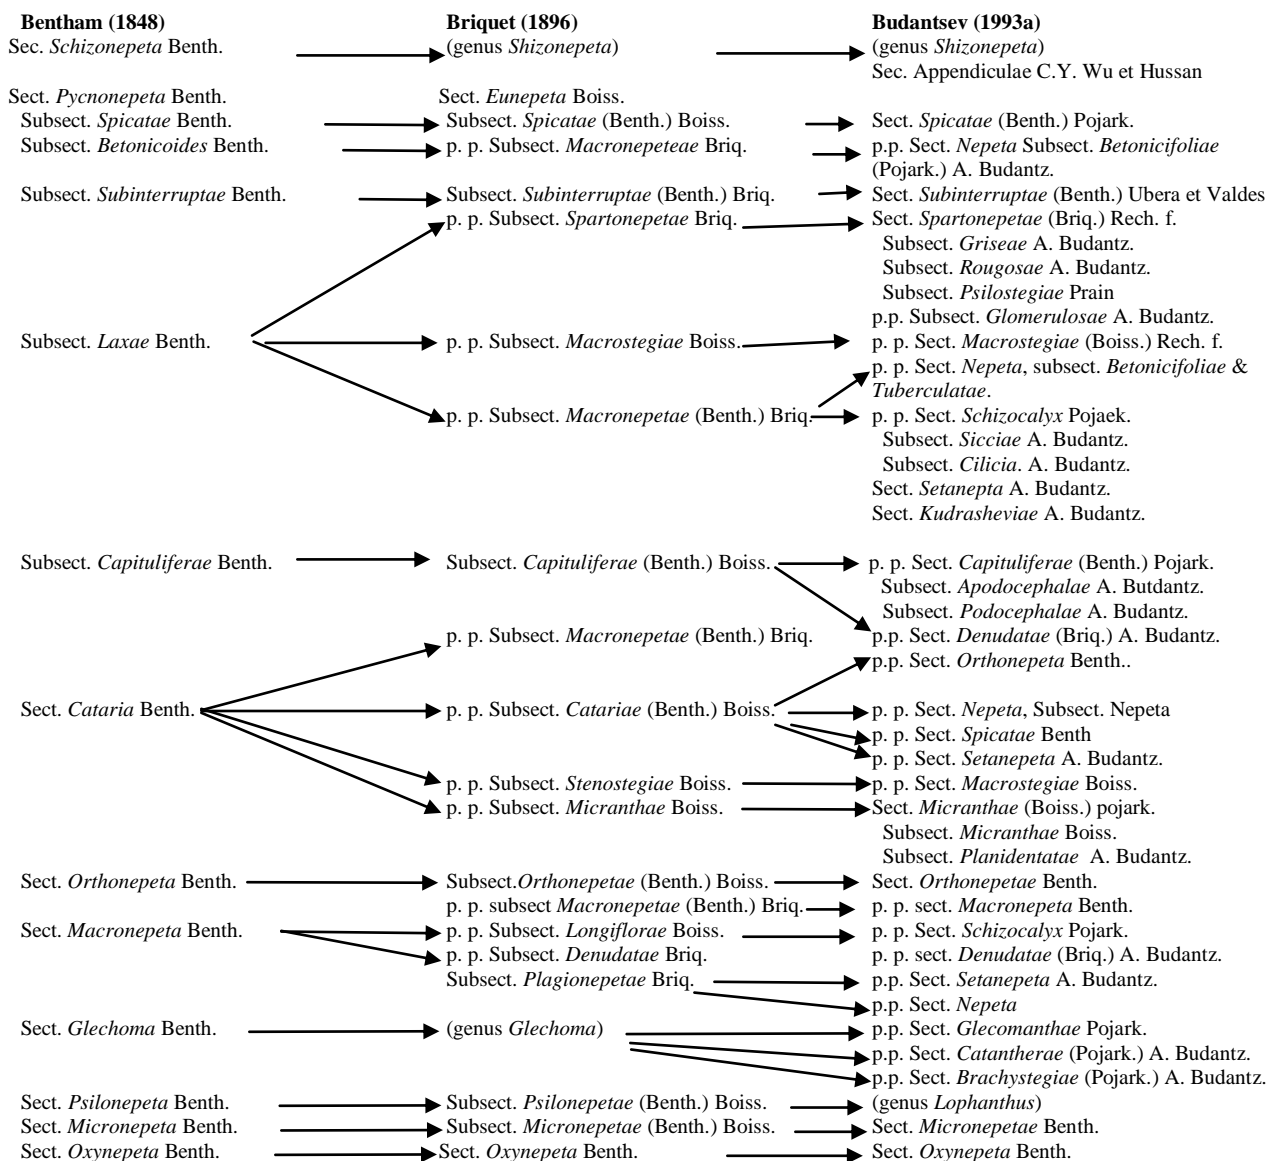 Bentham (1848) Briquet (1896) Budantsev (1993a)
Sec. Schizonepeta Benth. (genus Shizonepeta) (genus Shizonepeta)
Sec. Appendiculae C.Y. Wu et Hussan
Sect. Pycnonepeta Benth. Sect. Eunepeta Boiss.
Subsect. Spicatae Benth. Subsect. Spicatae (Benth.) Boiss. Sect. Spicatae (Benth.) Pojark.
Subsect. Betonicoides Benth. p. p. Subsect. Macronepeteae Briq. p.p. Sect. Nepeta Subsect. Betonicifoliae
(Pojark.) A. Budantz.
Subsect. Subinterruptae Benth. Subsect. Subinterruptae (Benth.) Briq. Sect. Subinterruptae (Benth.) Ubera et Valdes
p. p. Subsect. Spartonepetae Briq. Sect. Spartonepetae (Briq.) Rech. f.
Subsect. Griseae A. Budantz.
Subsect. Rougosae A. Budantz.
Subsect. Psilostegiae Prain
p.p. Subsect. Glomerulosae A. Budantz.
Subsect. Laxae Benth. p. p. Subsect. Macrostegiae Boiss. p. p. Sect. Macrostegiae (Boiss.) Rech. f.
p. p. Sect. Nepeta, subsect. Betonicifoliae &
Tuberculatae.
p. p. Subsect. Macronepetae (Benth.) Briq. p. p. Sect. Schizocalyx Pojaek.
Subsect. Sicciae A. Budantz.
Subsect. Cilicia. A. Budantz.
Sect. Setanepta A. Budantz.
Sect. Kudrasheviae A. Budantz.
Subsect. Capituliferae Benth. Subsect. Capituliferae (Benth.) Boiss. p. p. Sect. Capituliferae (Benth.) Pojark.
Subsect. Apodocephalae A. Butdantz.
Subsect. Podocephalae A. Budantz.
p. p. Subsect. Macronepetae (Benth.) Briq. p.p. Sect. Denudatae (Briq.) A. Budantz.
p.p. Sect. Orthonepeta Benth..
Sect. Cataria Benth. p. p. Subsect. Catariae (Benth.) Boiss. p. p. Sect. Nepeta, Subsect. Nepeta
p. p. Sect. Spicatae Benth
p. p. Sect. Setanepeta A. Budantz.
p. p. Subsect. Stenostegiae Boiss. p. p. Sect. Macrostegiae Boiss.
p. p. Subsect. Micranthae Boiss. Sect. Micranthae (Boiss.) pojark.
Subsect. Micranthae Boiss.
Subsect. Planidentatae A. Budantz.
Sect. Orthonepeta Benth. Subsect.Orthonepetae (Benth.) Boiss. Sect. Orthonepetae Benth.
p. p. subsect Macronepetae (Benth.) Briq. p. p. sect. Macronepeta Benth.
Sect. Macronepeta Benth. p. p. Subsect. Longiflorae Boiss. p. p. Sect. Schizocalyx Pojark.
p. p. Subsect. Denudatae Briq. p. p. sect. Denudatae (Briq.) A. Budantz.
Subsect. Plagionepetae Briq. p.p. Sect. Setanepeta A. Budantz.
p.p. Sect. Nepeta
Sect. Glechoma Benth. (genus Glechoma) p.p. Sect. Glecomanthae Pojark.
p.p. Sect. Catantherae (Pojark.) A. Budantz.
p.p. Sect. Brachystegiae (Pojark.) A. Budantz.
Sect. Psilonepeta Benth. Subsect. Psilonepetae (Benth.) Boiss. (genus Lophanthus)
Sect. Micronepeta Benth. Subsect. Micronepetae (Benth.) Boiss. Sect. Micronepetae Benth.
Sect. Oxynepeta Benth. Sect. Oxynepeta Benth. Sect. Oxynepeta Benth.